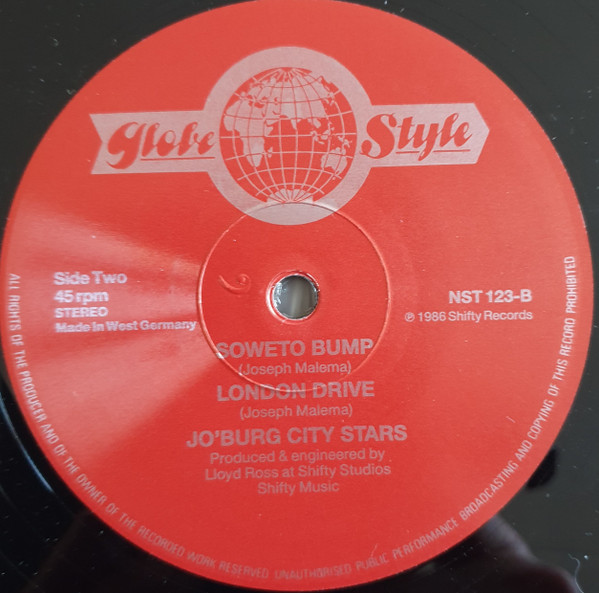 Globe Style
Side Two
45 rpm
STEREO
Made in West Germany
NST 123-B
℗ 1986 Shifty Records
SOWETO BUMP
(Joseph Malema)
LONDON DRIVE
(Joseph Malema)
JO'BURG CITY STARS
Produced & engineered by
Lloyd Ross at Shifty Studios
Shifty Music
ALL RIGHTS OF THE PRODUCER AND OF THE OWNER OF THE RECORDED WORK RESERVED UNAUTHORISED PUBLIC PERFORMANCE BROADCASTING AND COPYING OF THIS RECORD PROHIBITED